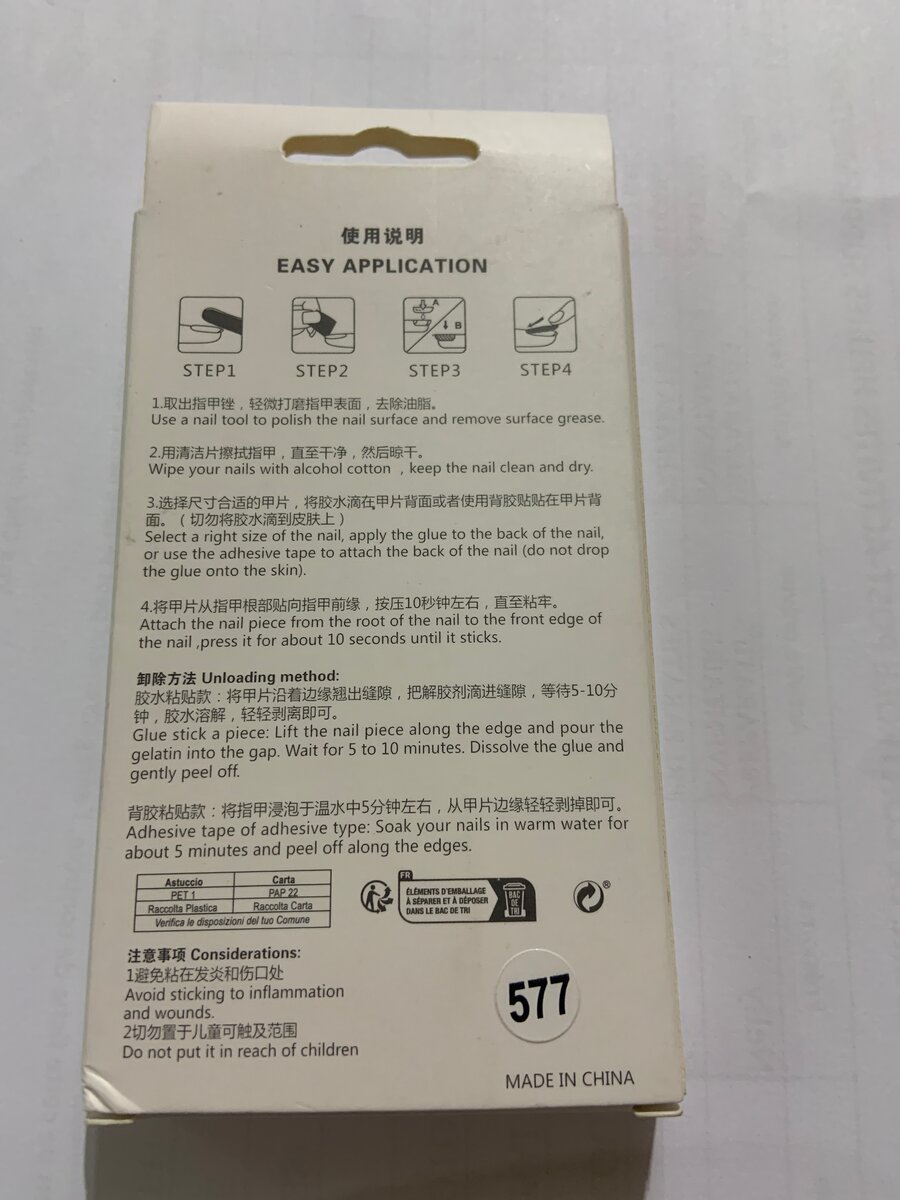 使用说明
EASY APPLICATION
A
B
STEP1 STEP2 STEP3 STEP4
1.取出指甲锉，轻微打磨指甲表面，去除油脂。
Use a nail tool to polish the nail surface and remove surface grease.
2.用清洁片擦拭指甲，直至干净，然后晾干。
Wipe your nails with alcohol cotton , keep the nail clean and dry.
3.选择尺寸合适的甲片，将胶水滴在甲片背面或者使用背胶贴贴在甲片背
面。（切勿将胶水滴到皮肤上）
Select a right size of the nail, apply the glue to the back of the nail,
or use the adhesive tape to attach the back of the nail (do not drop
the glue onto the skin).
4.将甲片从指甲根部贴向指甲前缘，按压10秒钟左右，直至粘牢。
Attach the nail piece from the root of the nail to the front edge of
the nail ,press it for about 10 seconds until it sticks.
卸除方法 Unloading method:
胶水粘贴款：将甲片沿着边缘翘出缝隙，把解胶剂滴进缝隙，等待5-10分
钟，胶水溶解，轻轻剥离即可。
Glue stick a piece: Lift the nail piece along the edge and pour the
gelatin into the gap. Wait for 5 to 10 minutes. Dissolve the glue and
gently peel off.
背胶粘贴款：将指甲浸泡于温水中5分钟左右，从甲片边缘轻轻剥掉即可。
Adhesive tape of adhesive type: Soak your nails in warm water for
about 5 minutes and peel off along the edges.
Astuccio Carta
PET 1 PAP 22
Raccolta Plastica Raccolta Carta
Verifica le disposizioni del tuo Comune
FR
ÉLÉMENTS D'EMBALLAGE
À SÉPARER ET À DÉPOSER
DANS LE BAC DE TRI
BAC
DE
TRI
®
注意事项 Considerations:
1避免粘在发炎和伤口处
Avoid sticking to inflammation
and wounds.
2切勿置于儿童可触及范围
Do not put it in reach of children
577
MADE IN CHINA